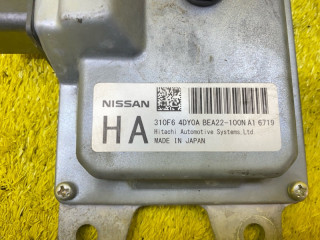 NISSAN
HA
310F6 4DY0A BEA22-100N A1 6719
Hitachi Automotive Systems,Ltd.
MADE IN JAPAN